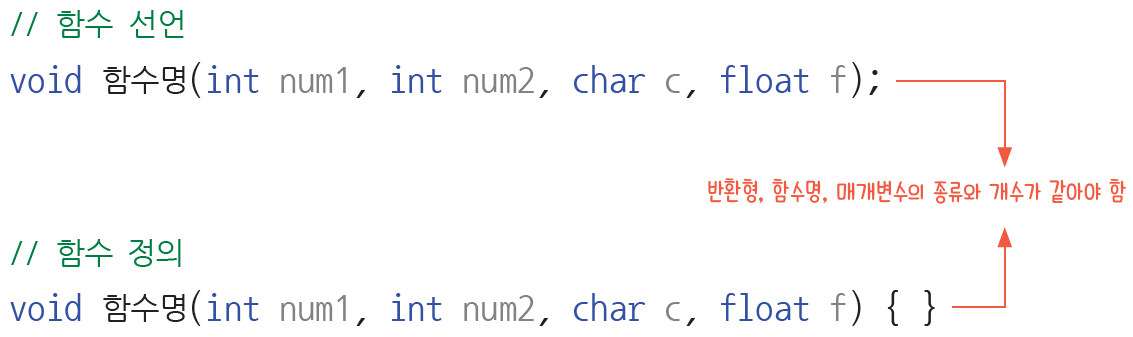 // 함수 선언
void 함수명(int num1, int num2, char c, float f);
반환형, 함수명, 매개변수의 종류와 개수가 같아야 함
// 함수 정의
void 함수명(int num1, int num2, char c, float f) { }